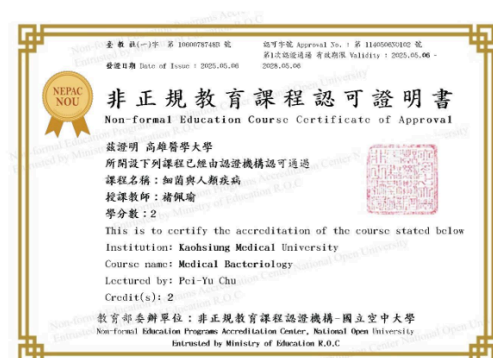 臺教社(一)字 第 1060078748D 號
認可字號 Approval No. : 第 114050630102 號
第1次認證通過 有效期限 Validity : 2025.05.06 -
發證日期 Date of Issue : 2025.05.06
2028.05.06
NEPAC
NOU
非正規教育課程認可證明書
Non-formal Education Course Certificate of Approval
茲證明 高雄醫學大學
所開設下列課程已經由認證機構認可通過
課程名稱:細菌與人類疾病
授課教師:褚佩瑜
學分數:2
This is to certify the accreditation of the course stated below
Institution: Kaohsiung Medical University
Course name: Medical Bacteriology
Lectured by: Pei-Yu Chu
Credit(s): 2
教育部委辦單位:非正規教育課程認證機構-國立空中大學
Non-formal Education Programs Accreditation Center, National Open University
Entrusted by Ministry of Education R.O.C